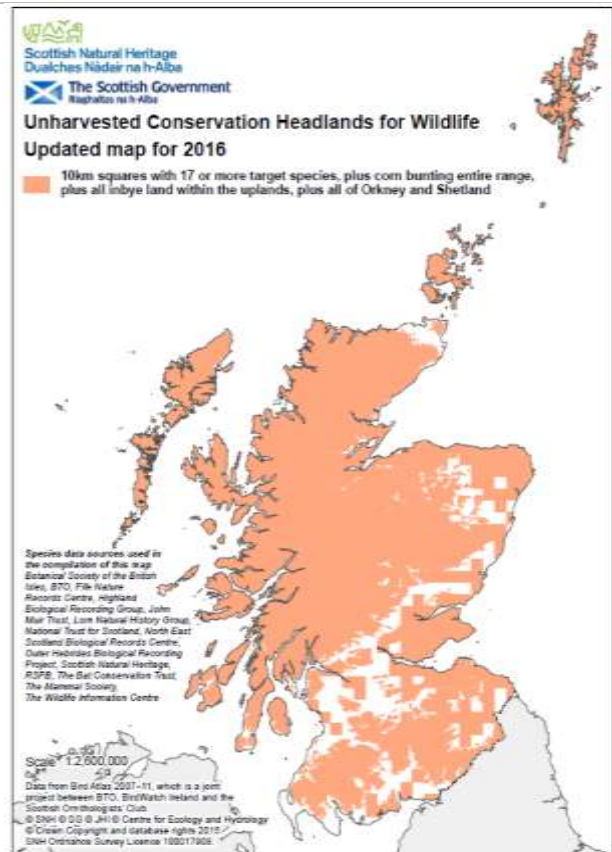 Scottish Natural Heritage
Dualchas Nàdair na h-Alba
The Scottish Government
Riaghaltas na h-Alba
Unharvested Conservation Headlands for Wildlife
Updated map for 2016
10km squares with 17 or more target species, plus corn bunting entire range,
plus all inbye land within the uplands, plus all of Orkney and Shetland
Species data sources used in
the compilation of this map
Botanical Society of the British
Isles, BTO, Fife Nature
Records Centre, Highland
Biological Recording Group, John
Muir Trust, Lorn Natural History Group,
National Trust for Scotland, North East
Scotland Biological Records Centre,
Outer Hebrides Biological Recording
Project, Scottish Natural Heritage,
RSPB, The Bat Conservation Trust,
The Mammal Society,
The Wildlife Information Centre
Scale 1:2,600,000
Data from Bird Atlas 2007-11, which is a joint
project between BTO, BirdWatch Ireland and the
Scottish Ornithologists' Club
© SNH © SG © JHI © Centre for Ecology and Hydrology
© Crown Copyright and database rights 2015
SNH Ordnance Survey Licence 100017908